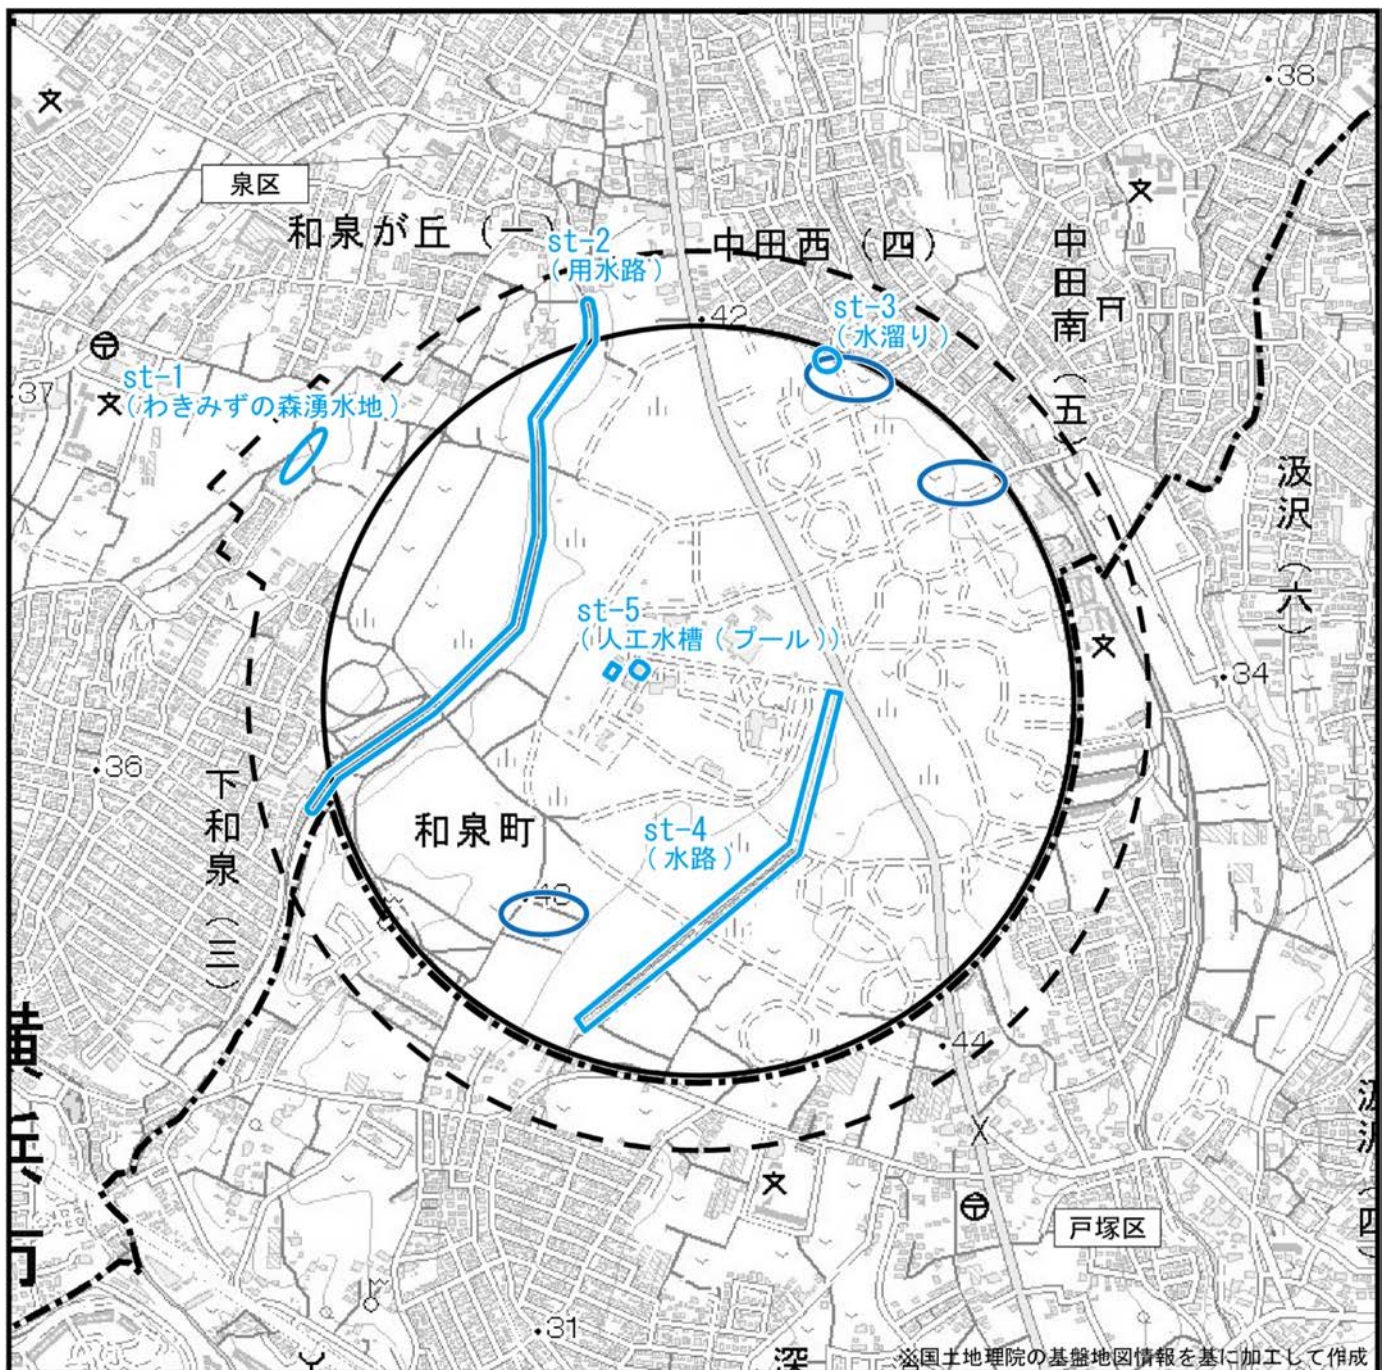 38
泉区
和泉が丘（一）
st-2
（用水路）
中田西（四）
中田南（五）
42
st-3
（水溜り）
37
st-1
（わきみずの森湧水地）
汲沢（六）
st-5
（人工水槽（プール））
34
36
下和泉（三）
和泉町
st-4
（水路）
44
戸塚区
31
深
※国土地理院の基盤地図情報を基に加工して作成